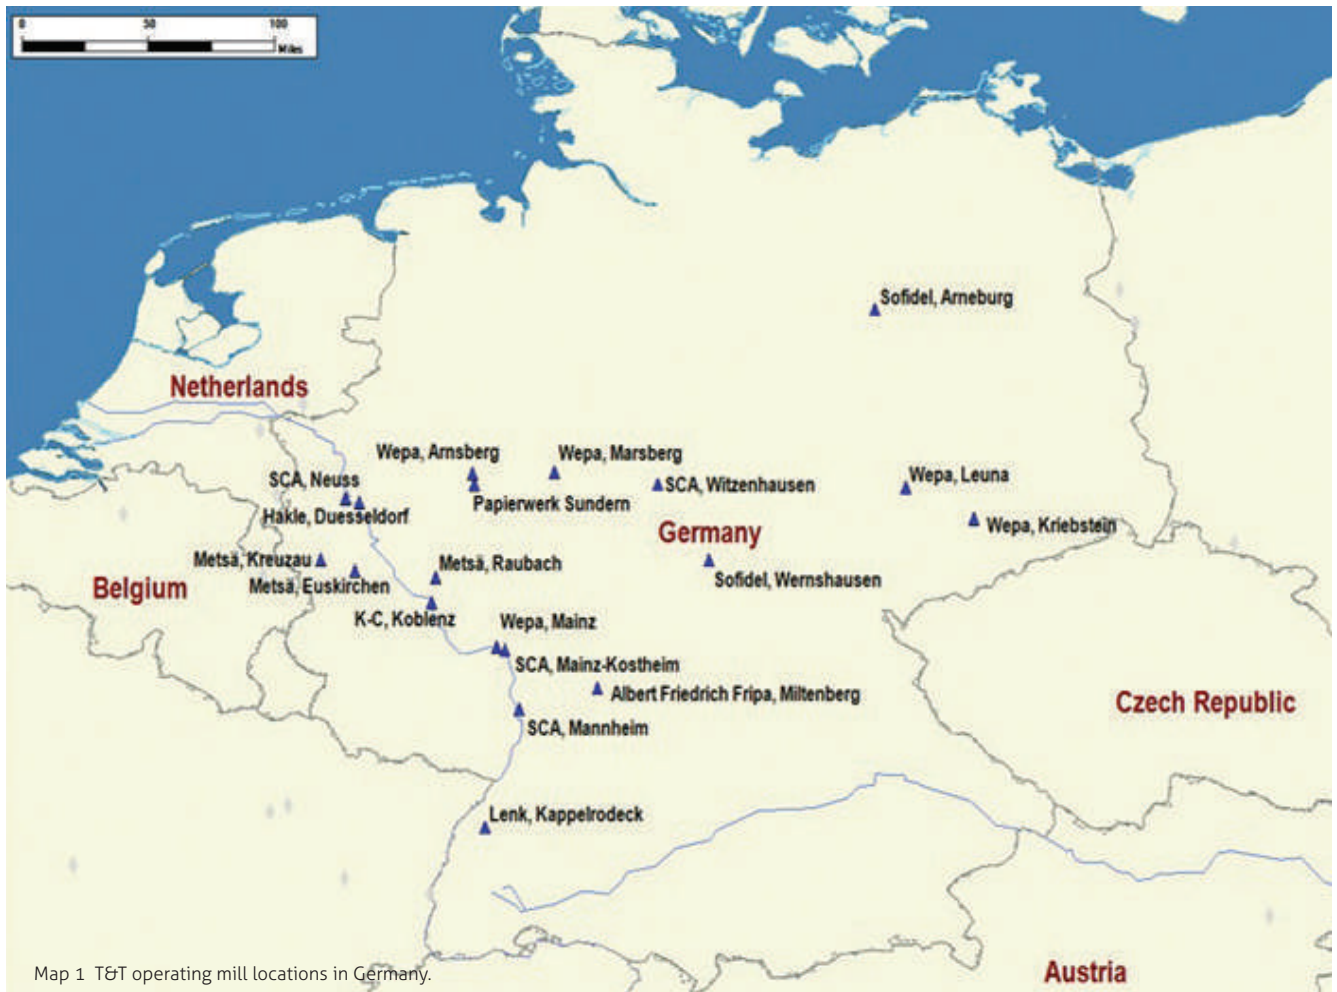 0 50 100
Miles
Sofidel, Arneburg
Netherlands
Wepa, Arnsberg
Wepa, Marsberg
SCA, Neuss
SCA, Witzenhausen
Wepa, Leuna
Papierwerk Sundern
Hakle, Duesseldorf
Wepa, Kriebstein
Germany
Metsä, Kreuzau
Metsä, Raubach
Belgium
Metsä, Euskirchen
Sofidel, Wernshausen
K-C, Koblenz
Wepa, Mainz
SCA, Mainz-Kostheim
Albert Friedrich Fripa, Miltenberg
Czech Republic
SCA, Mannheim
Lenk, Kappelrodeck
Map 1 T&T operating mill locations in Germany.
Austria